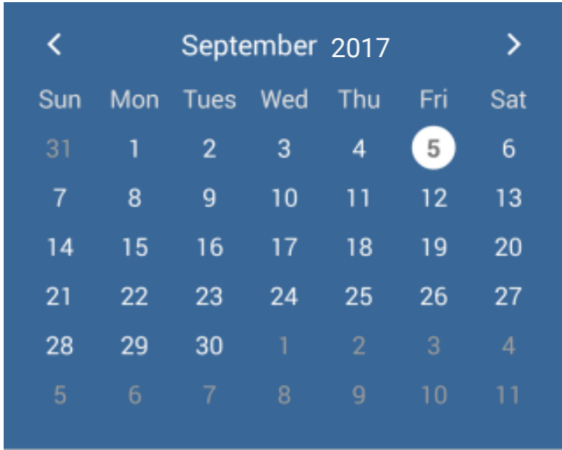 < September 2017 >
Sun Mon Tues Wed Thu Fri Sat
31 1 2 3 4 5 6
7 8 9 10 11 12 13
14 15 16 17 18 19 20
21 22 23 24 25 26 27
28 29 30 1 2 3 4
5 6 7 8 9 10 11